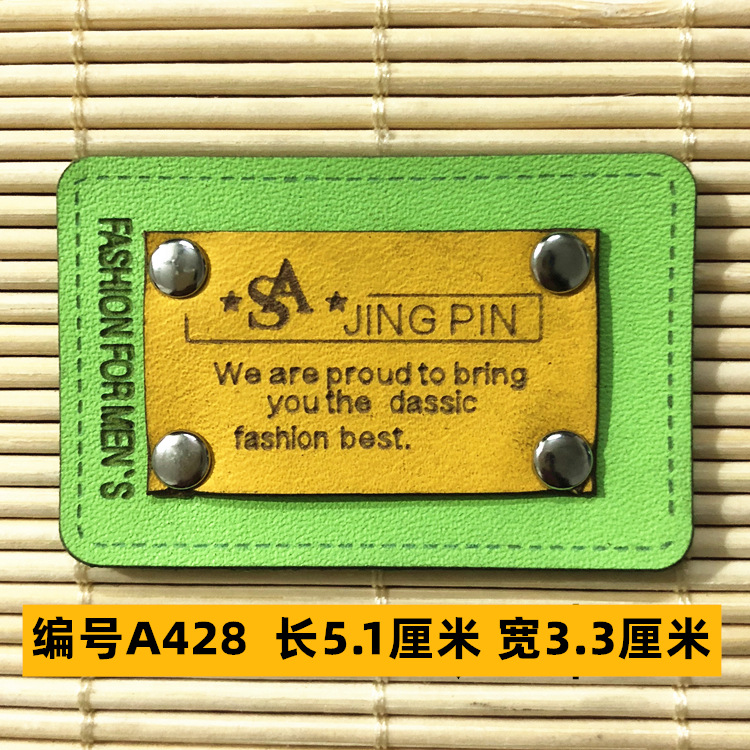 FASHION FOR MEN'S
SA
JING PIN
We are proud to bring
you the dassic
fashion best.
编号A428 长5.1厘米 宽3.3厘米